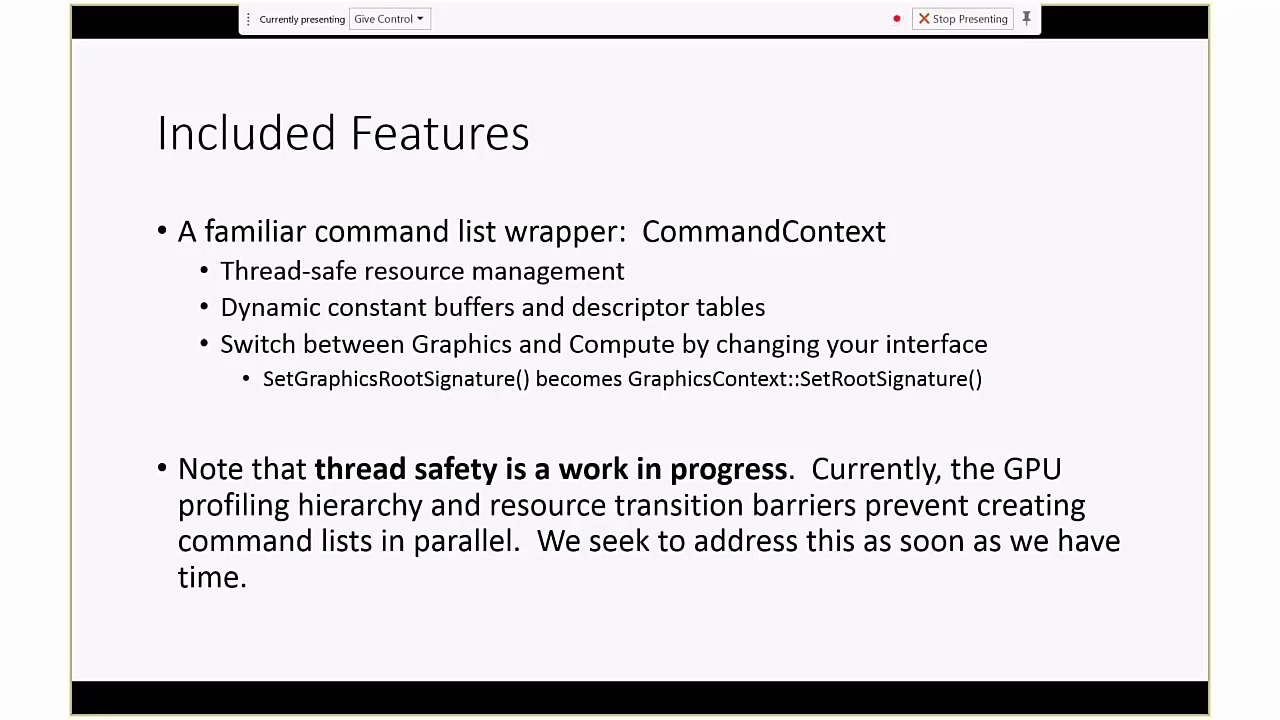 Currently presenting Give Control Stop Presenting
Included Features
• A familiar command list wrapper:  CommandContext
• Thread-safe resource management
• Dynamic constant buffers and descriptor tables
• Switch between Graphics and Compute by changing your interface
• SetGraphicsRootSignature() becomes GraphicsContext::SetRootSignature()
• Note that thread safety is a work in progress.  Currently, the GPU
profiling hierarchy and resource transition barriers prevent creating
command lists in parallel.  We seek to address this as soon as we have
time.